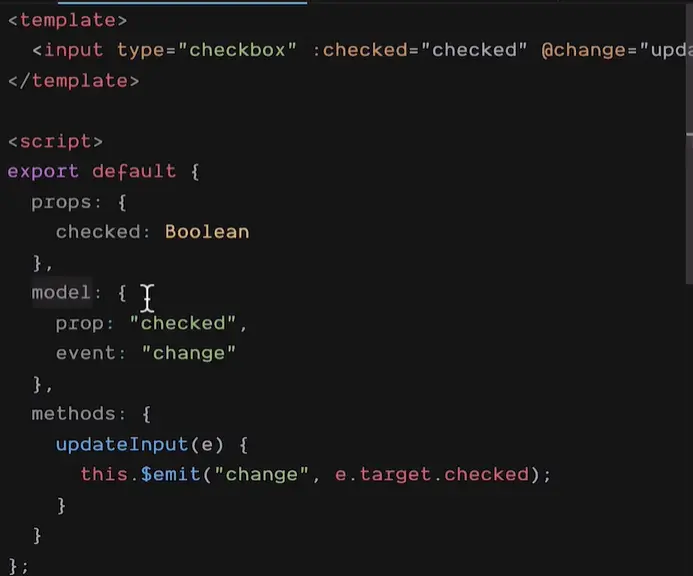 <template>
<input type="checkbox" :checked="checked" @change="upda
</template>
<script>
export default {
props: {
checked: Boolean
},
model: {
prop: "checked",
event: "change"
},
methods: {
updateInput(e) {
this.$emit("change", e.target.checked);
}
}
};